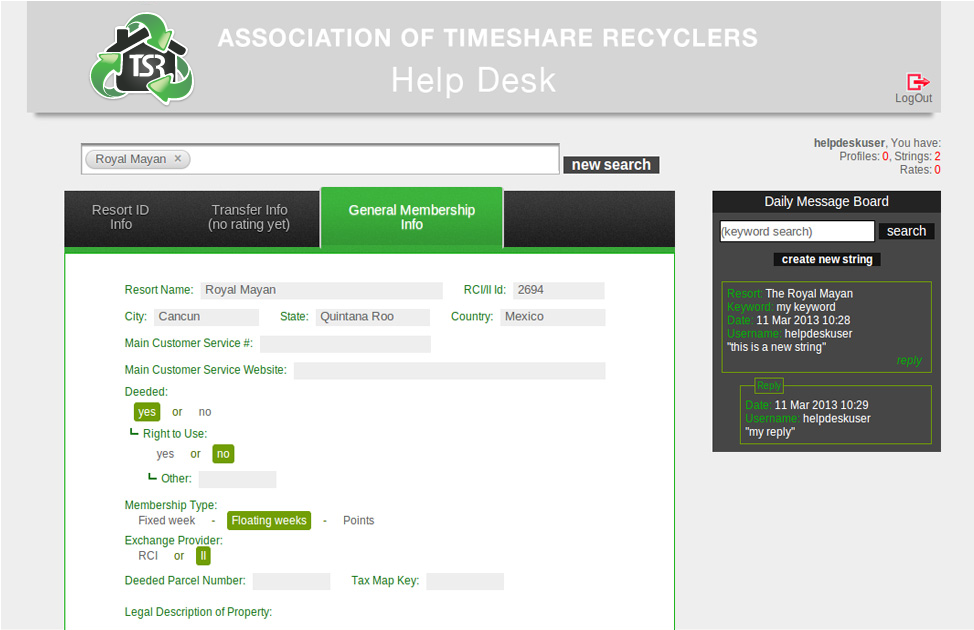 TSR
ASSOCIATION OF TIMESHARE RECYCLERS
Help Desk
LogOut
helpdeskuser, You have:
Profiles: 0, Strings: 2
Rates: 0
Royal Mayan ×
new search
Resort ID
Info
Transfer Info
(no rating yet)
General Membership
Info
Resort Name: Royal Mayan RCI/II Id: 2694
City: Cancun State: Quintana Roo Country: Mexico
Main Customer Service #:
Main Customer Service Website:
Deeded:
yes or no
Right to Use:
yes or no
Other:
Membership Type:
Fixed week - Floating weeks - Points
Exchange Provider:
RCI or II
Deeded Parcel Number: Tax Map Key:
Legal Description of Property:
Daily Message Board
(keyword search) search
create new string
Resort: The Royal Mayan
Keyword: my keyword
Date: 11 Mar 2013 10:28
Username: helpdeskuser
"this is a new string"
reply
Reply
Date: 11 Mar 2013 10:29
Username: helpdeskuser
"my reply"